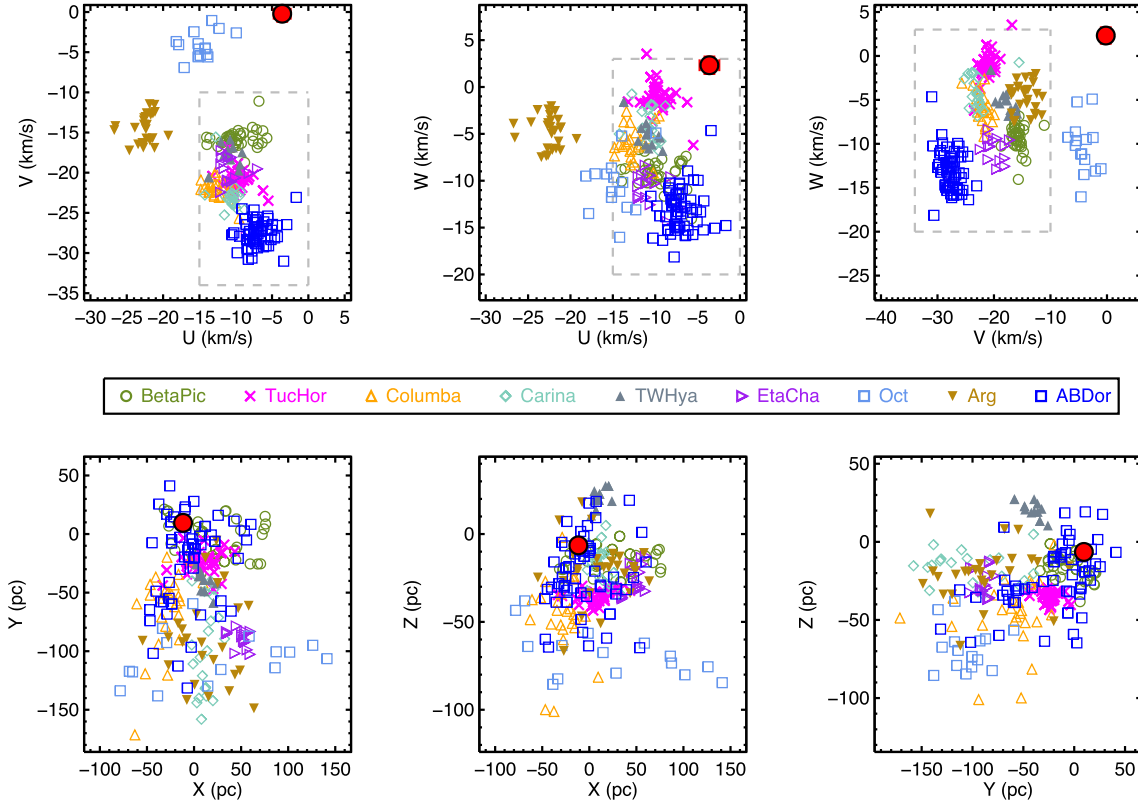 0
−5
−10
−15
−20
−25
−30
−35
V (km/s)
−30 −25 −20 −15 −10 −5 0 5
U (km/s)
5
0
−5
−10
−15
−20
W (km/s)
−30 −25 −20 −15 −10 −5 0
U (km/s)
5
0
−5
−10
−15
−20
−25
W (km/s)
−40 −30 −20 −10 0
V (km/s)
BetaPic TucHor Columba Carina TWHya EtaCha Oct Arg ABDor
50
0
−50
−100
−150
Y (pc)
−100 −50 0 50 100 150
X (pc)
50
0
−50
−100
Z (pc)
−100 −50 0 50 100 150
X (pc)
50
0
−50
−100
Z (pc)
−150 −100 −50 0 50
Y (pc)